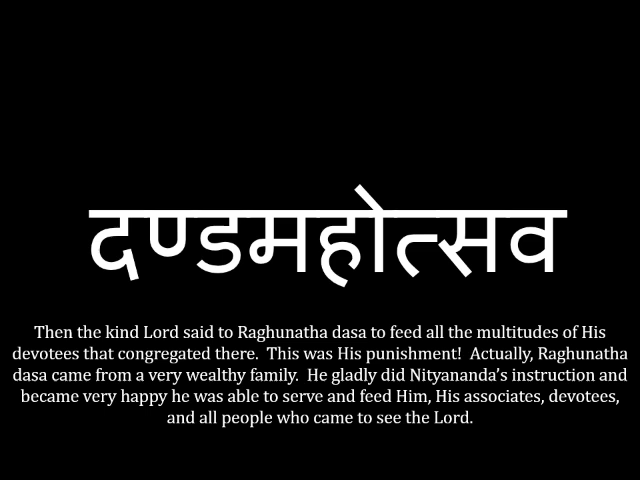 दण्डमहोत्सव
Then the kind Lord said to Raghunatha dasa to feed all the multitudes of His
devotees that congregated there.  This was His punishment!  Actually, Raghunatha
dasa came from a very wealthy family.  He gladly did Nityananda’s instruction and
became very happy he was able to serve and feed Him, His associates, devotees,
and all people who came to see the Lord.